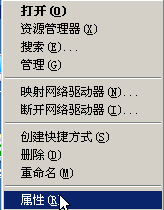 打开(O)
资源管理器(X)
搜索(E)...
管理(G)
映射网络驱动器(N)...
断开网络驱动器(I)...
创建快捷方式(S)
删除(D)
重命名(M)
属性(R)